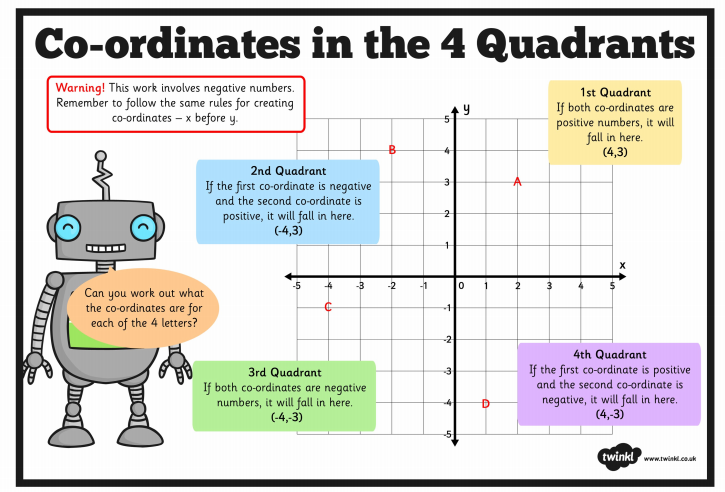 Co-ordinates in the 4 Quadrants
Warning! This work involves negative numbers.
Remember to follow the same rules for creating
co-ordinates – x before y.
1st Quadrant
If both co-ordinates are
positive numbers, it will
fall in here.
(4,3)
2nd Quadrant
If the first co-ordinate is negative
and the second co-ordinate is
positive, it will fall in here.
(-4,3)
y
5
4
3
2
1
B
A
x
-5 -4 -3 -2 -1 0 1 2 3 4 5
C
-1
-2
-3
-4
-5
D
Can you work out what
the co-ordinates are for
each of the 4 letters?
3rd Quadrant
If both co-ordinates are negative
numbers, it will fall in here.
(-4,-3)
4th Quadrant
If the first co-ordinate is positive
and the second co-ordinate is
negative, it will fall in here.
(4,-3)
twinkl
www.twinkl.co.uk